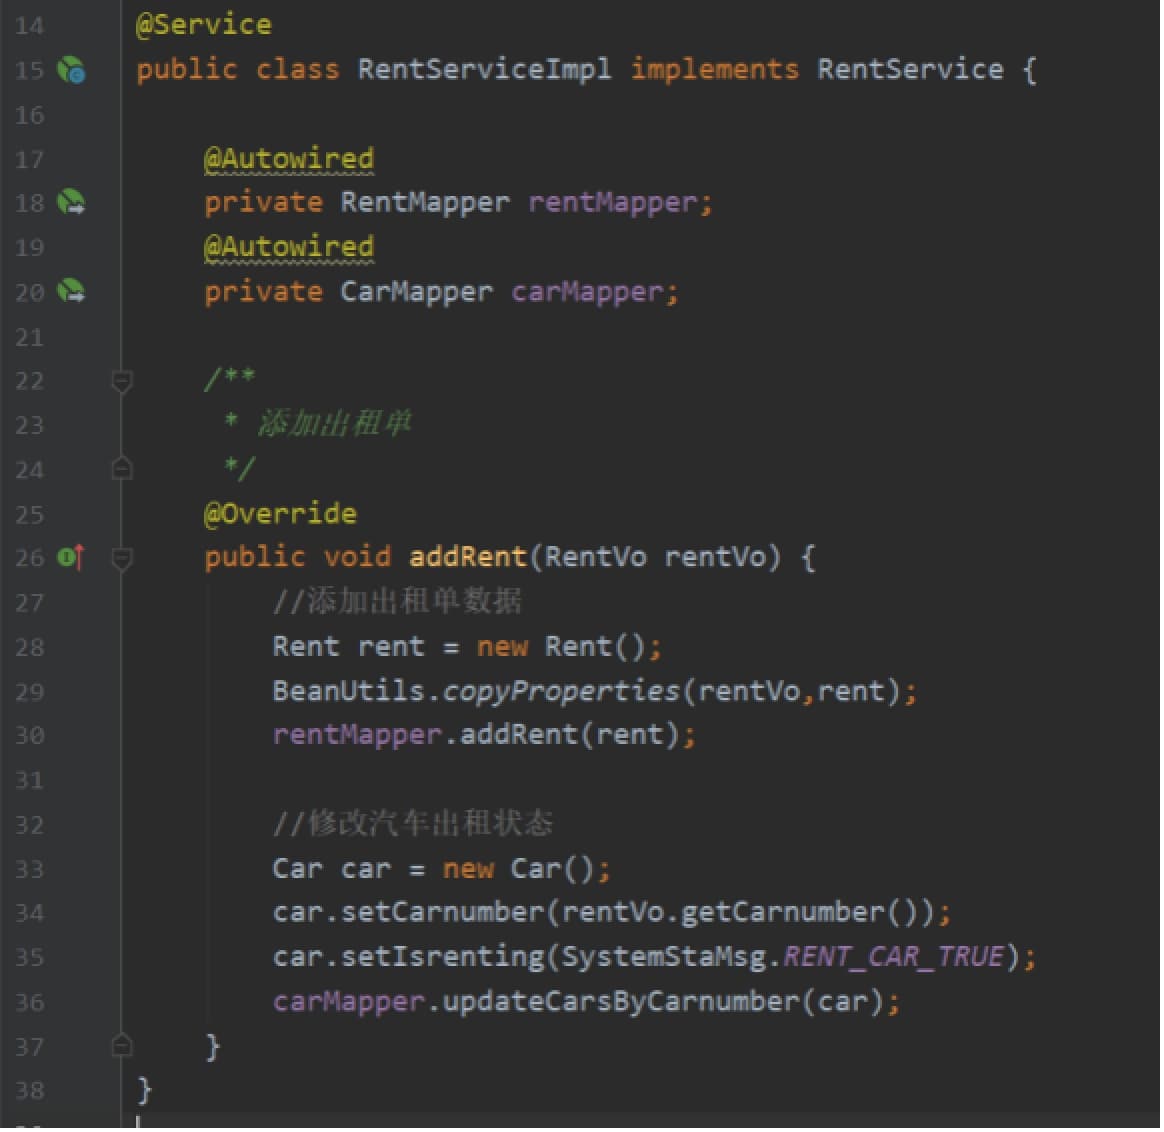 14 @Service
15 public class RentServiceImpl implements RentService {
16
17 @Autowired
18 private RentMapper rentMapper;
19 @Autowired
20 private CarMapper carMapper;
21
22 /**
23 * 添加出租单
24 */
25 @Override
26 public void addRent(RentVo rentVo) {
27 //添加出租单数据
28 Rent rent = new Rent();
29 BeanUtils.copyProperties(rentVo,rent);
30 rentMapper.addRent(rent);
31
32 //修改汽车出租状态
33 Car car = new Car();
34 car.setCarnumber(rentVo.getCarnumber());
35 car.setIsrenting(SystemStaMsg.RENT_CAR_TRUE);
36 carMapper.updateCarsByCarnumber(car);
37 }
38 }